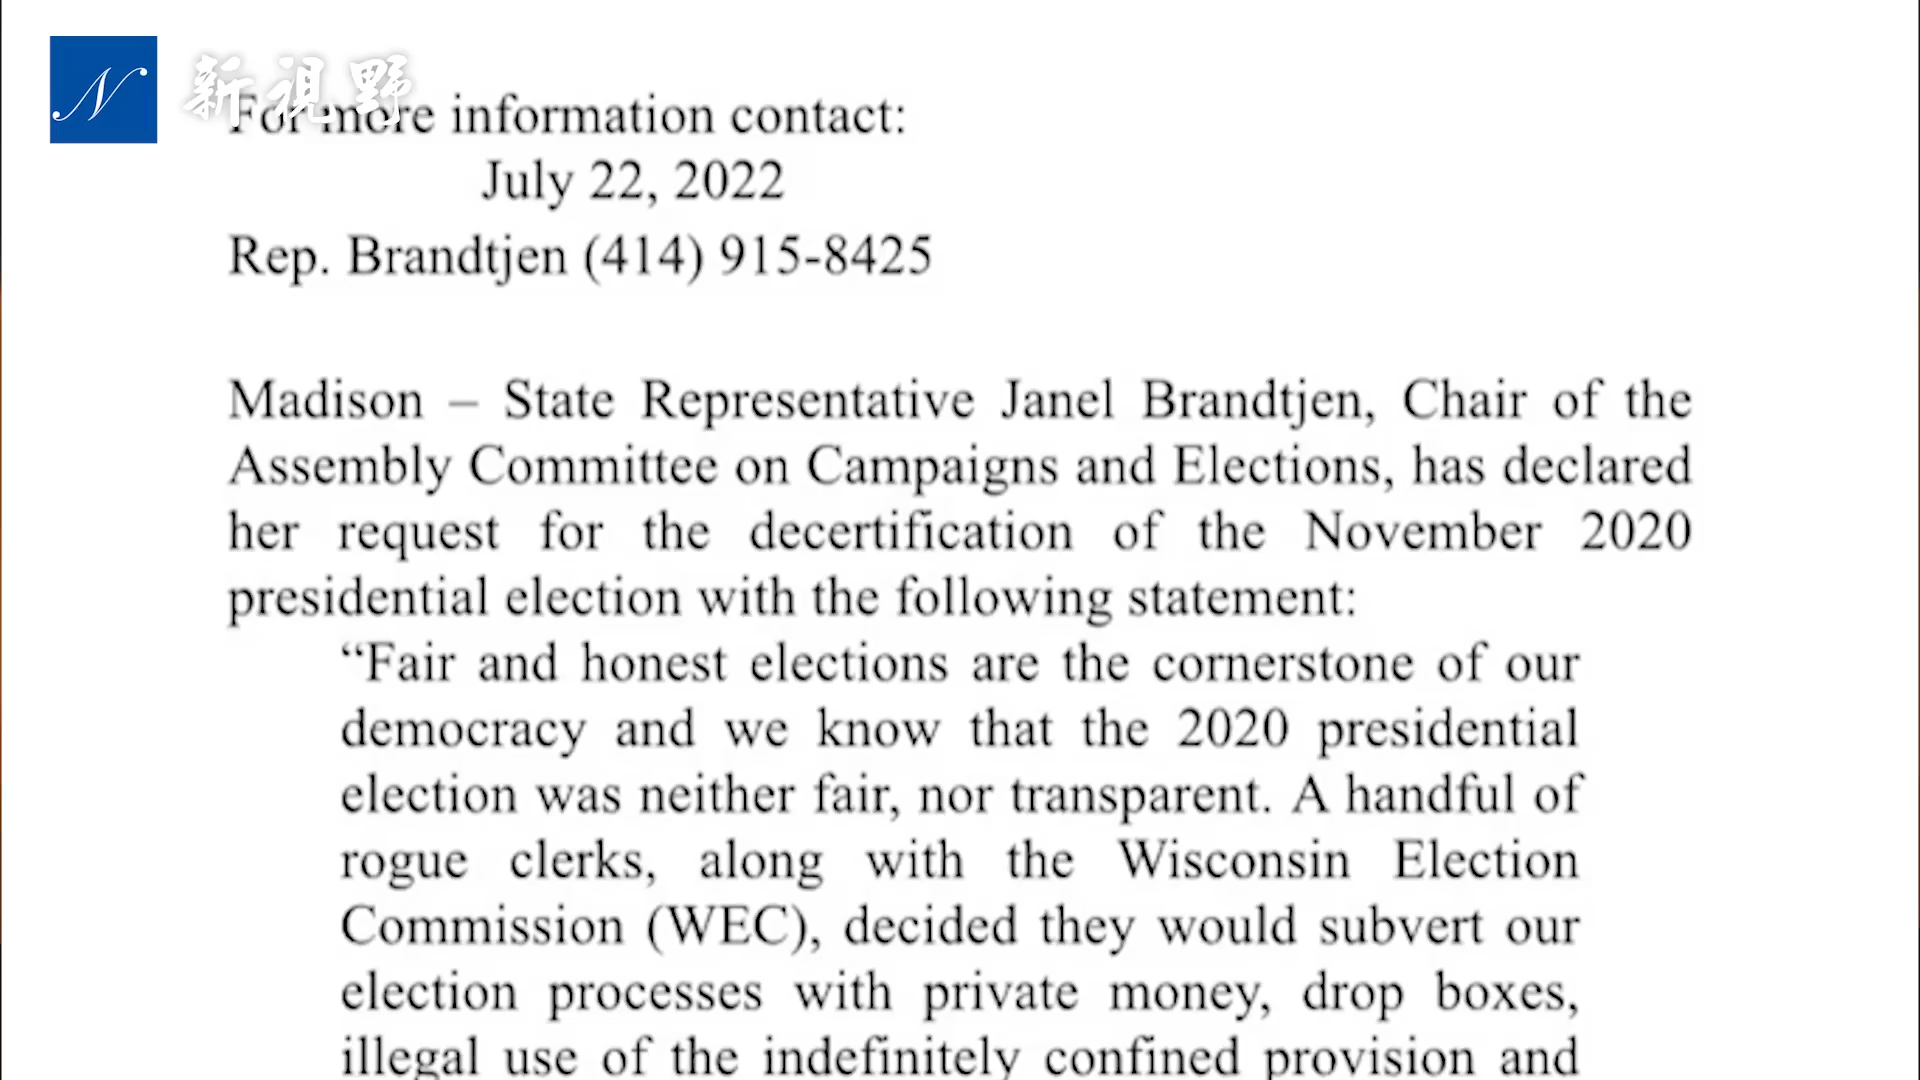 N 新視野
For more information contact:
July 22, 2022
Rep. Brandtjen (414) 915-8425
Madison – State Representative Janel Brandtjen, Chair of the
Assembly Committee on Campaigns and Elections, has declared
her request for the decertification of the November 2020
presidential election with the following statement:
“Fair and honest elections are the cornerstone of our
democracy and we know that the 2020 presidential
election was neither fair, nor transparent. A handful of
rogue clerks, along with the Wisconsin Election
Commission (WEC), decided they would subvert our
election processes with private money, drop boxes,
illegal use of the indefinitely confined provision and